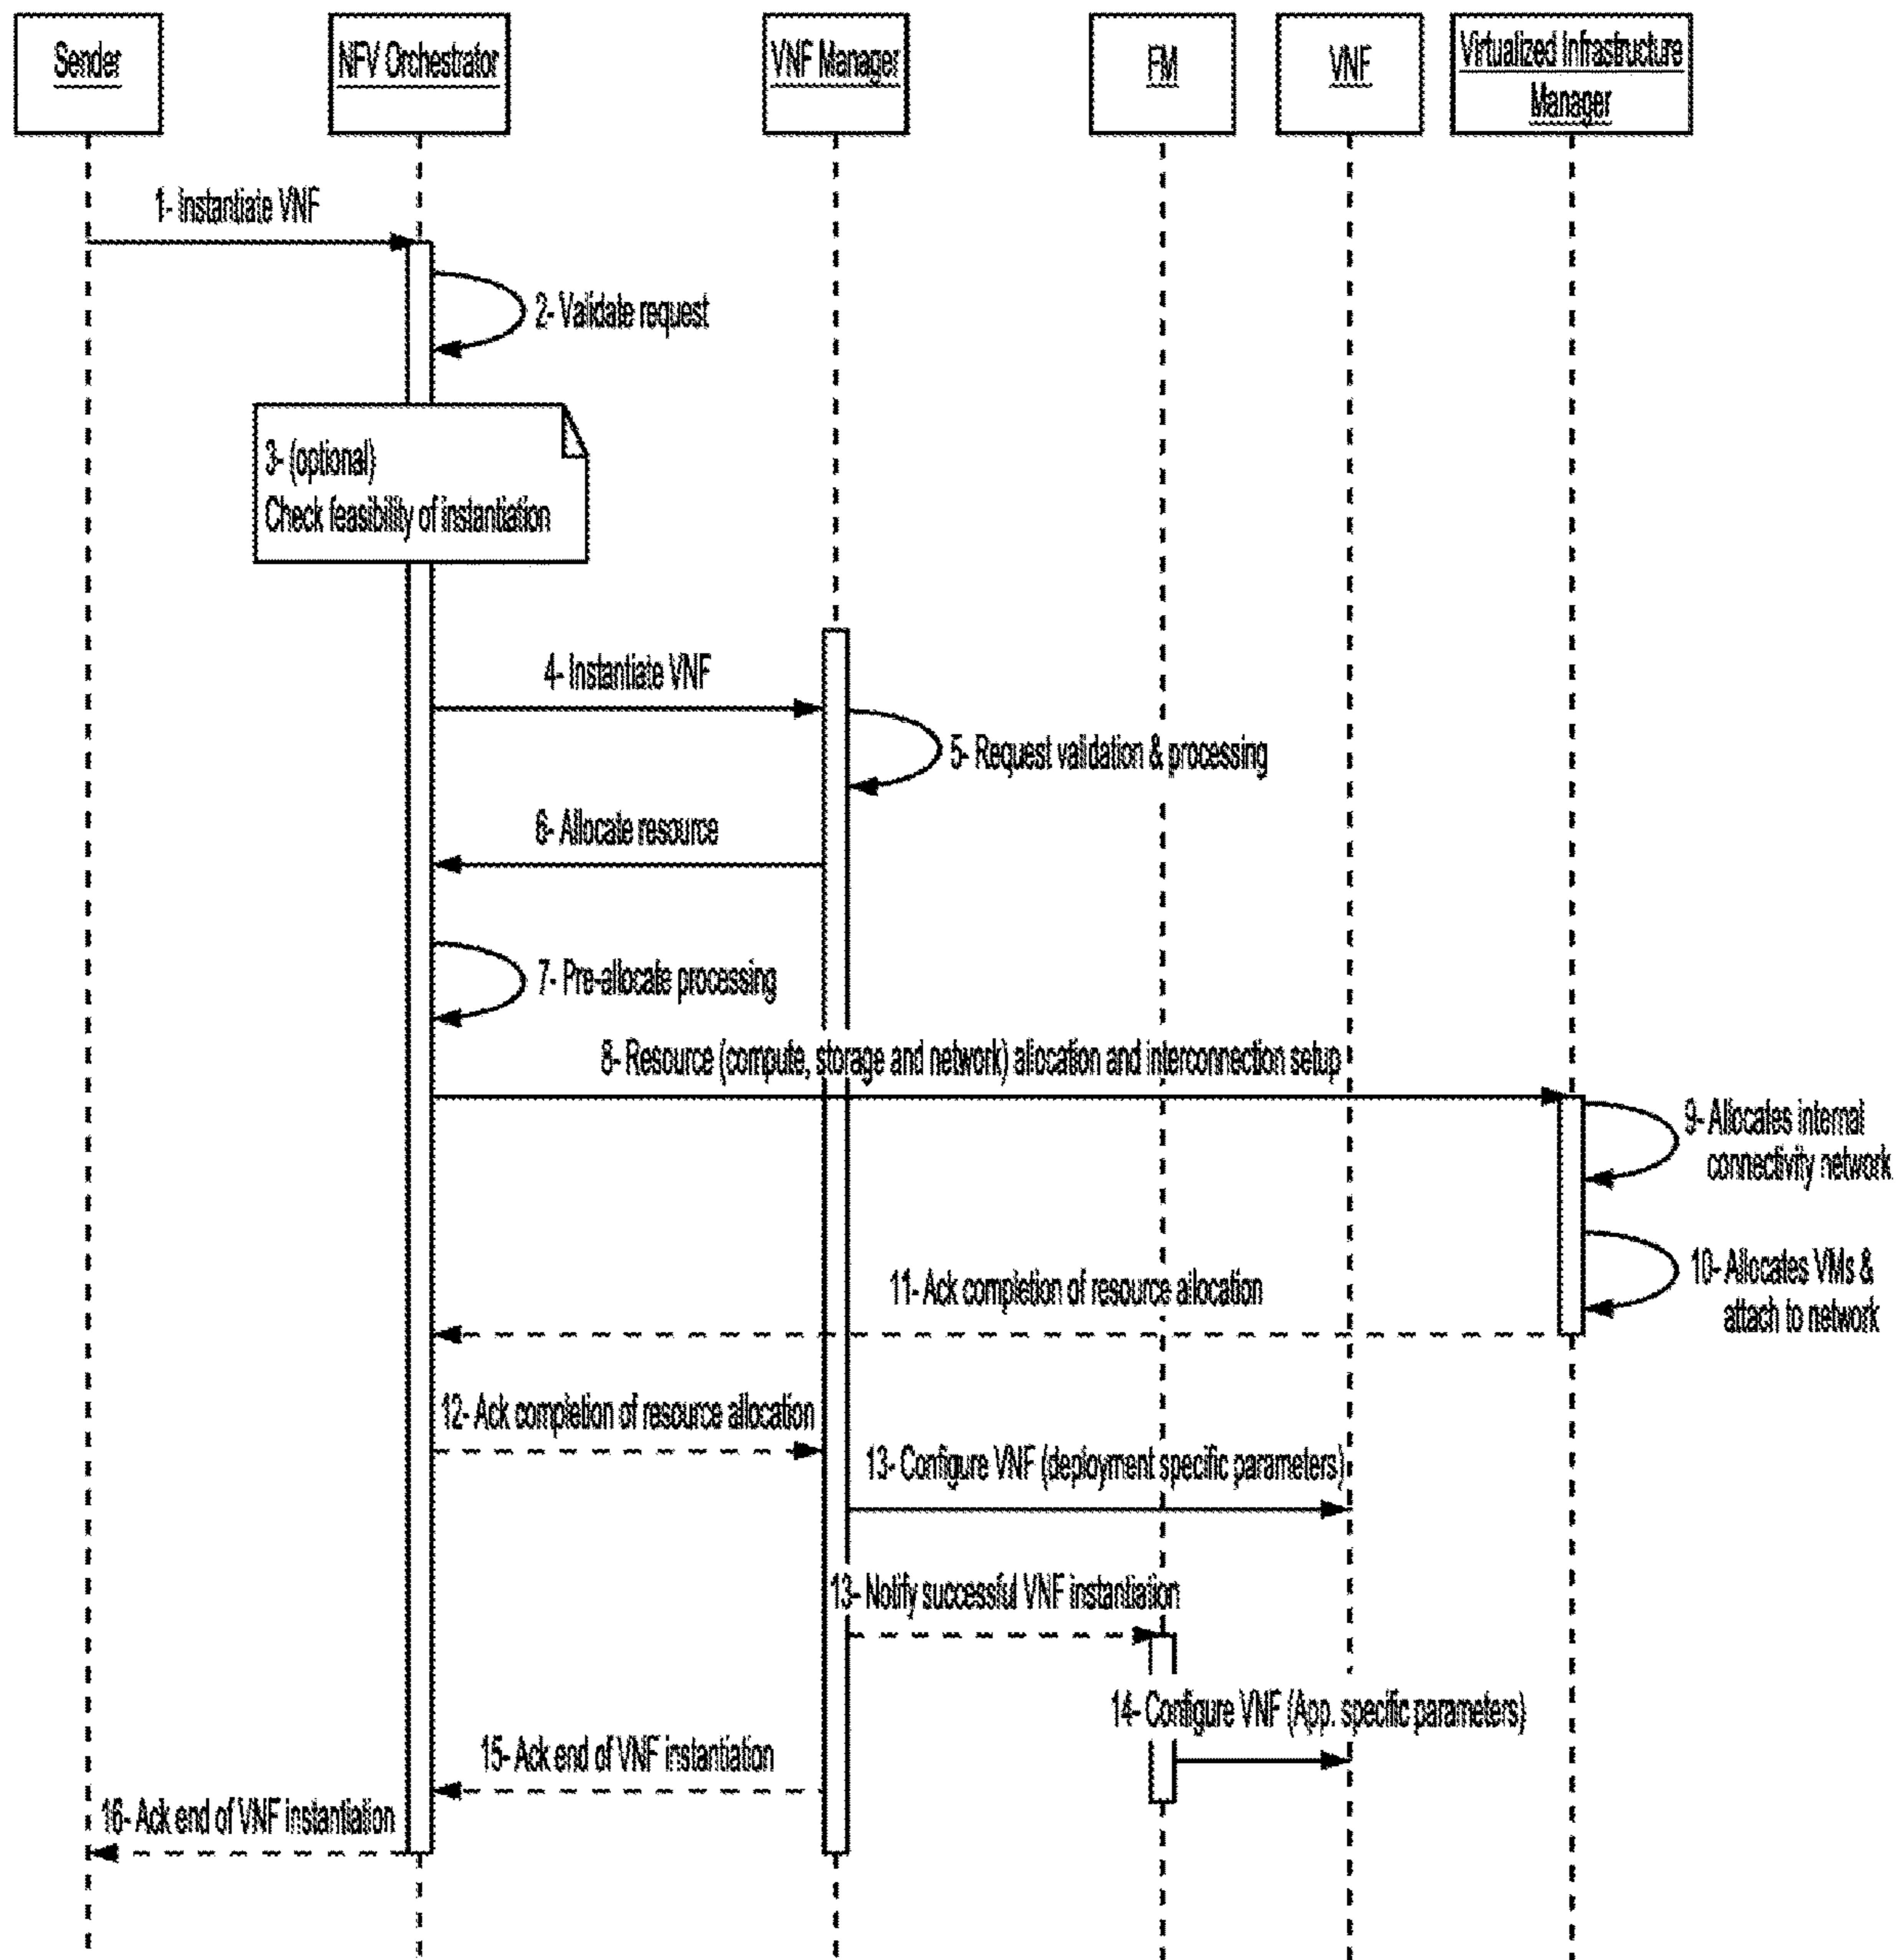 Sender
NFV Orchestrator
VNF Manager
FM
VNF
Virtualized Infrastructure
Manager
1- Instantiate VNF
2- Validate request
3- (optional)
Check feasibility of instantiation
4- Instantiate VNF
5- Request validation & processing
6- Allocate resource
7- Pre-allocate processing
8- Resource (compute, storage and network) allocation and interconnection setup
9- Allocates internal
connectivity network
10- Allocates VMs &
attach to network
11- Ack completion of resource allocation
12- Ack completion of resource allocation
13- Configure VNF (deployment specific parameters)
13- Notify successful VNF instantiation
14- Configure VNF (App. specific parameters)
15- Ack end of VNF instantiation
16- Ack end of VNF instantiation